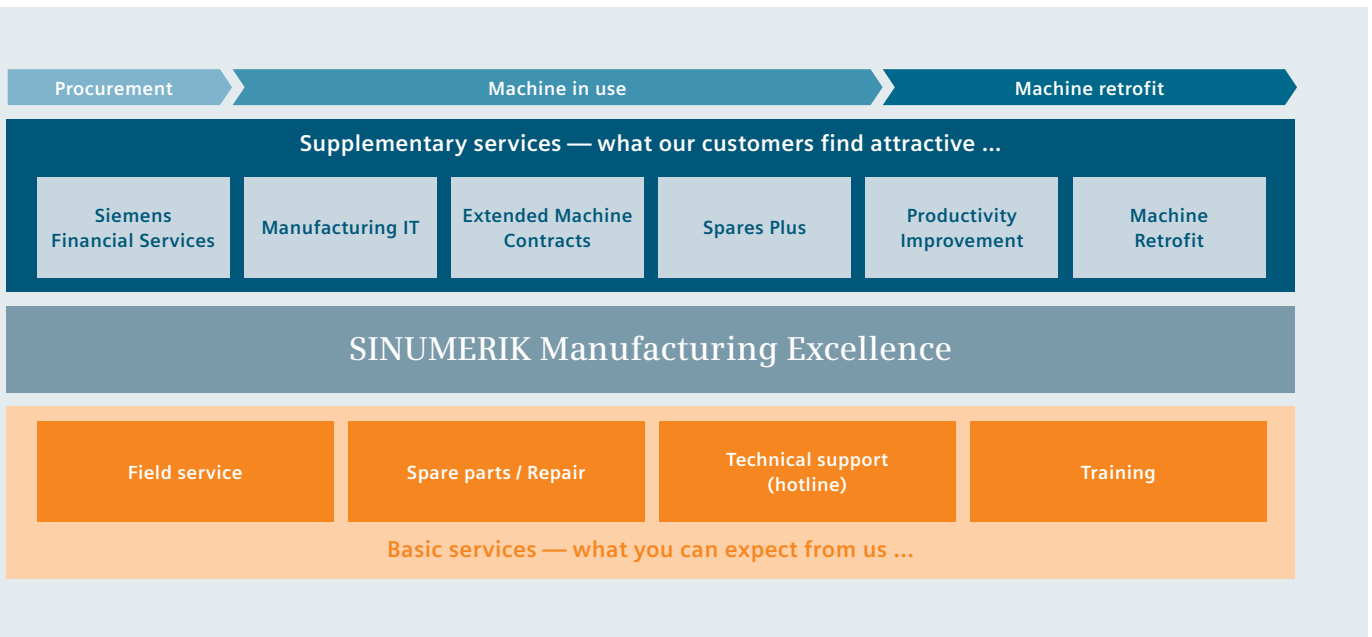 Procurement
Machine in use
Machine retrofit
Supplementary services — what our customers find attractive ...
Siemens
Financial Services
Manufacturing IT
Extended Machine
Contracts
Spares Plus
Productivity
Improvement
Machine
Retrofit
SINUMERIK Manufacturing Excellence
Field service
Spare parts / Repair
Technical support
(hotline)
Training
Basic services — what you can expect from us ...